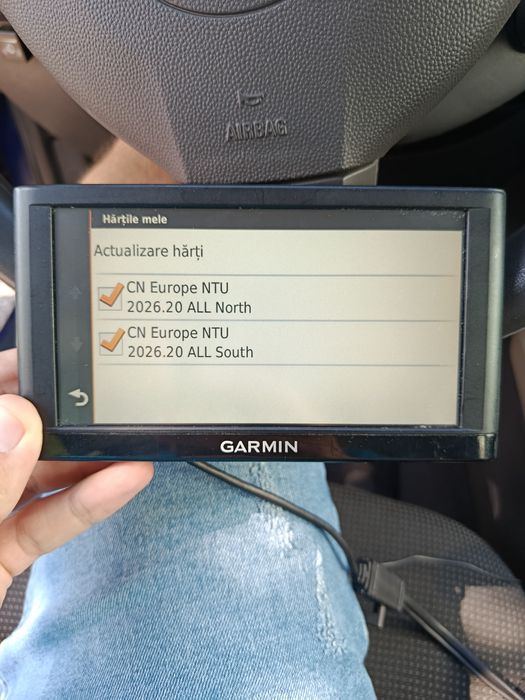 AIRBAG
Hărțile mele
Actualizare hărți
CN Europe NTU
2026.20 ALL North
CN Europe NTU
2026.20 ALL South
GARMIN